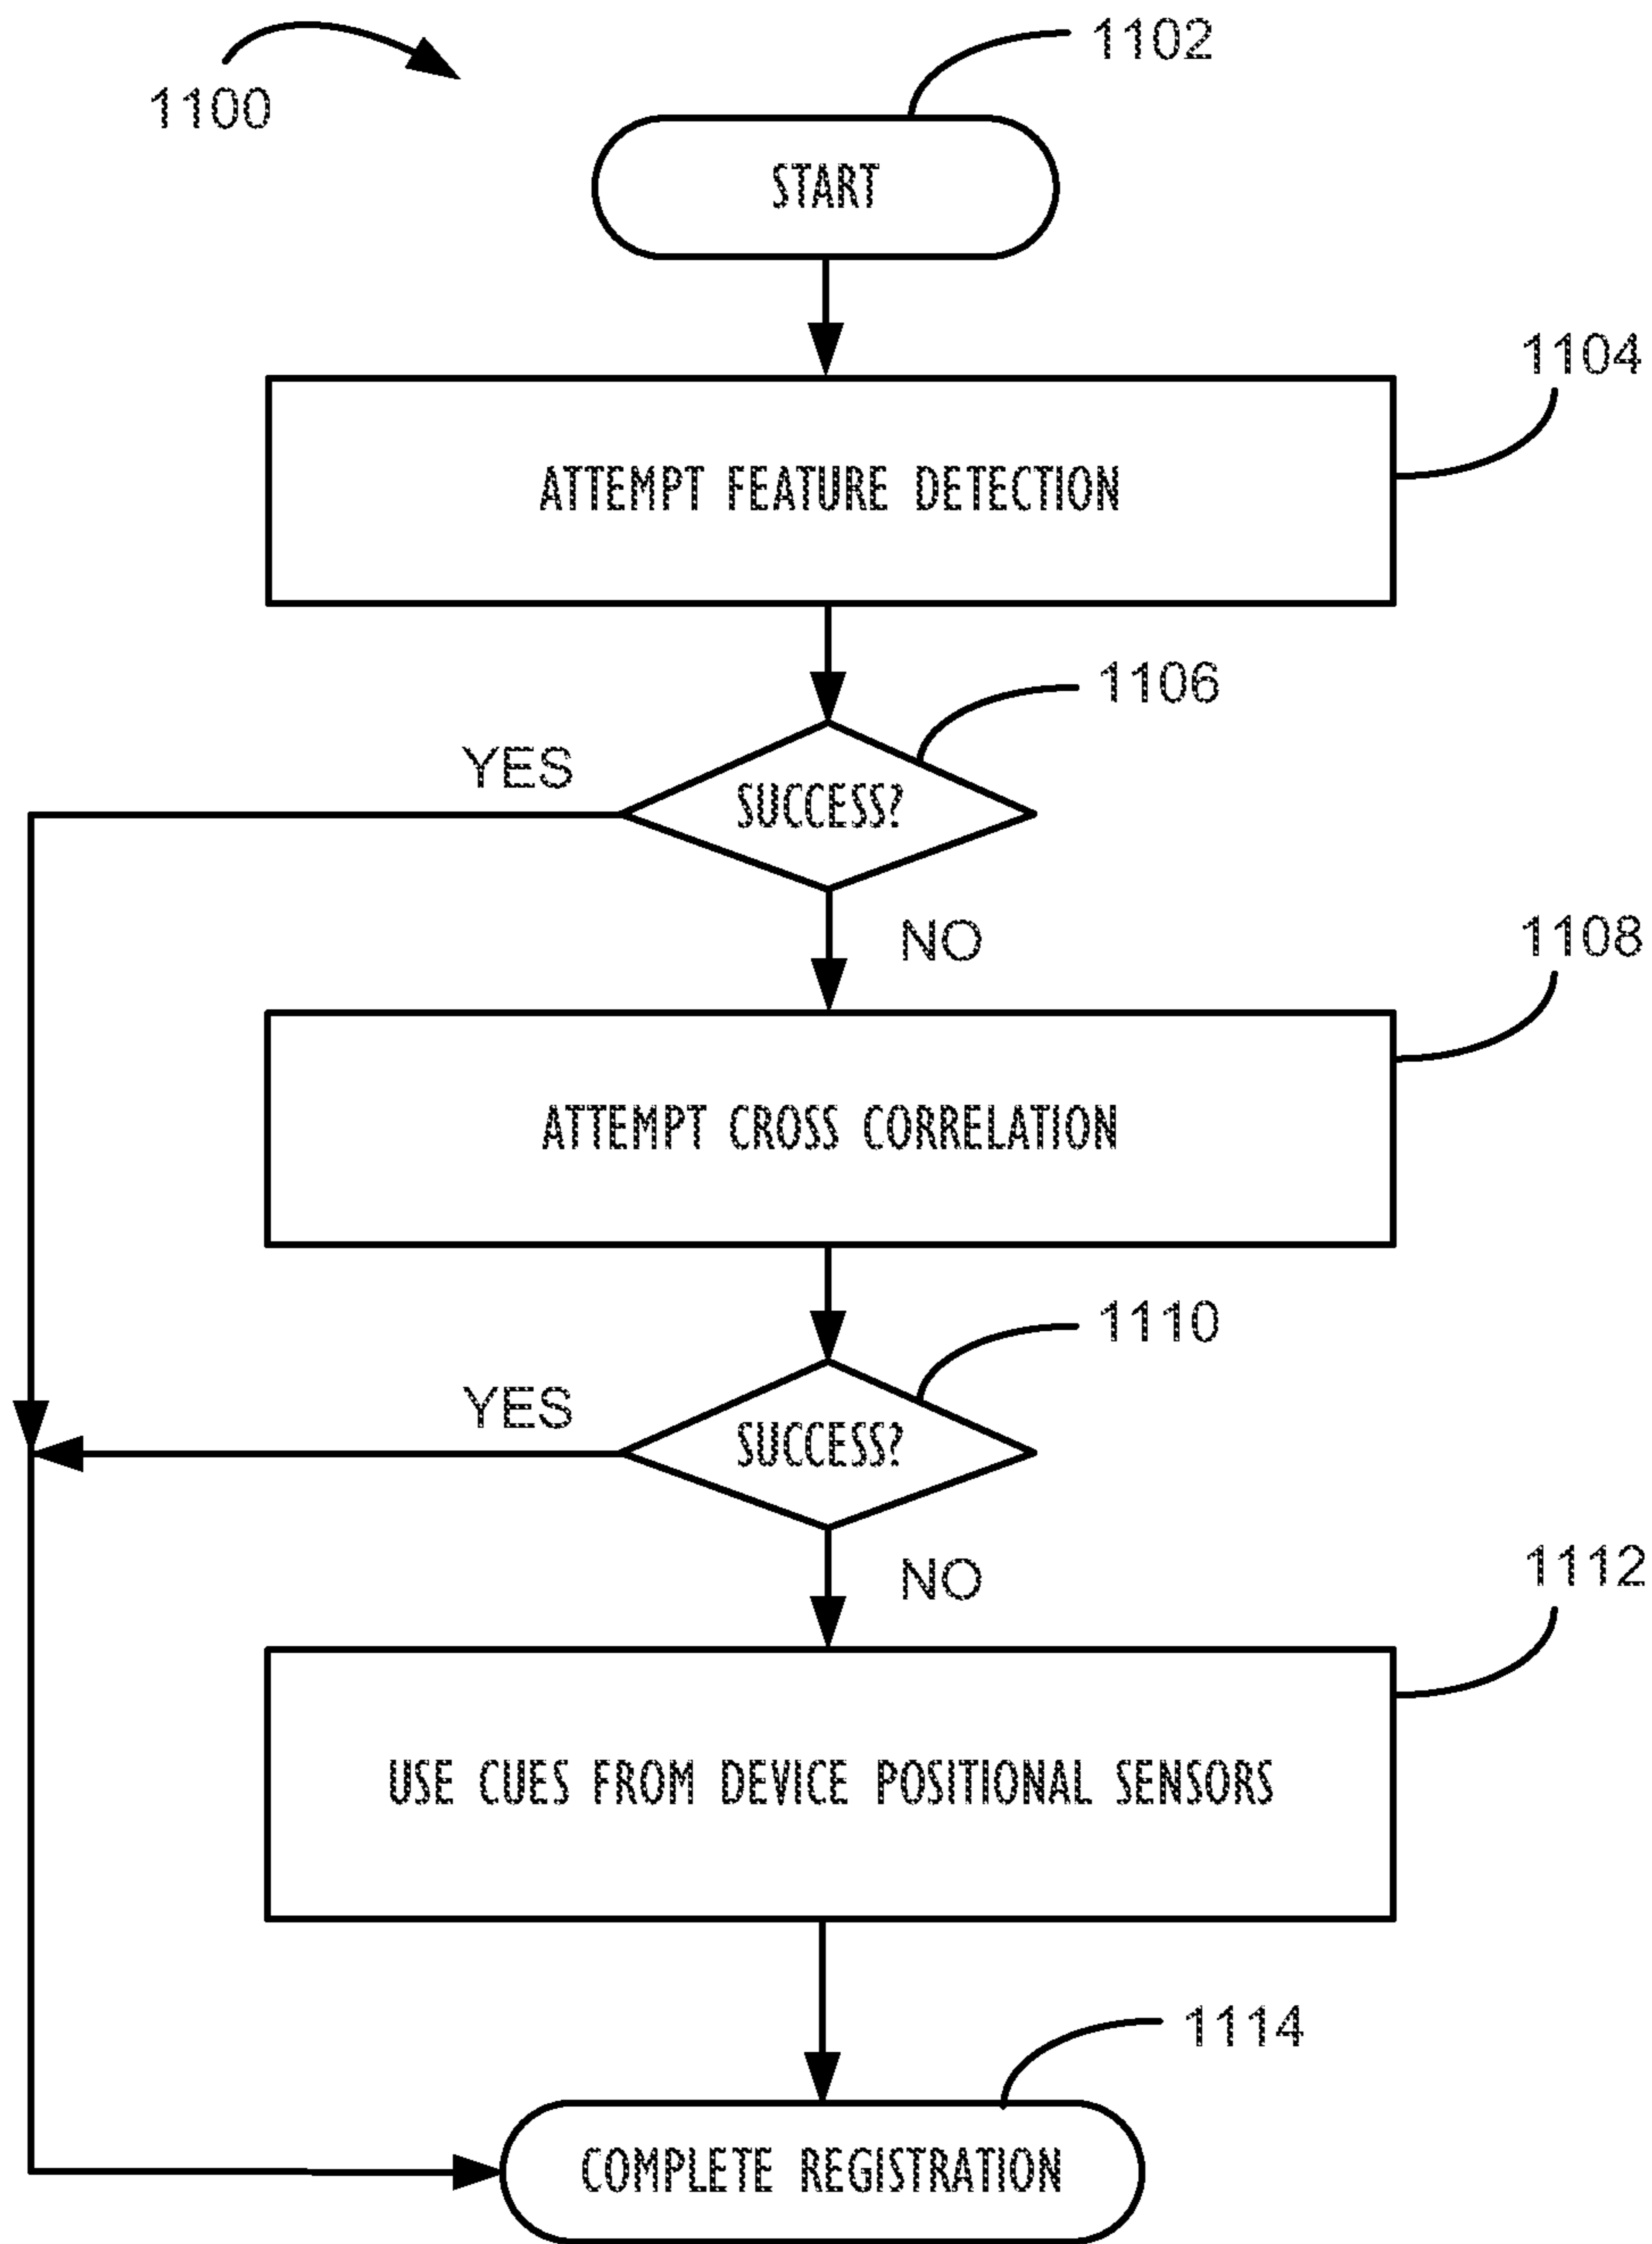 1100
1102
START
1104
ATTEMPT FEATURE DETECTION
1106
YES
SUCCESS?
NO
1108
ATTEMPT CROSS CORRELATION
1110
YES
SUCCESS?
NO
1112
USE CUES FROM DEVICE POSITIONAL SENSORS
1114
COMPLETE REGISTRATION